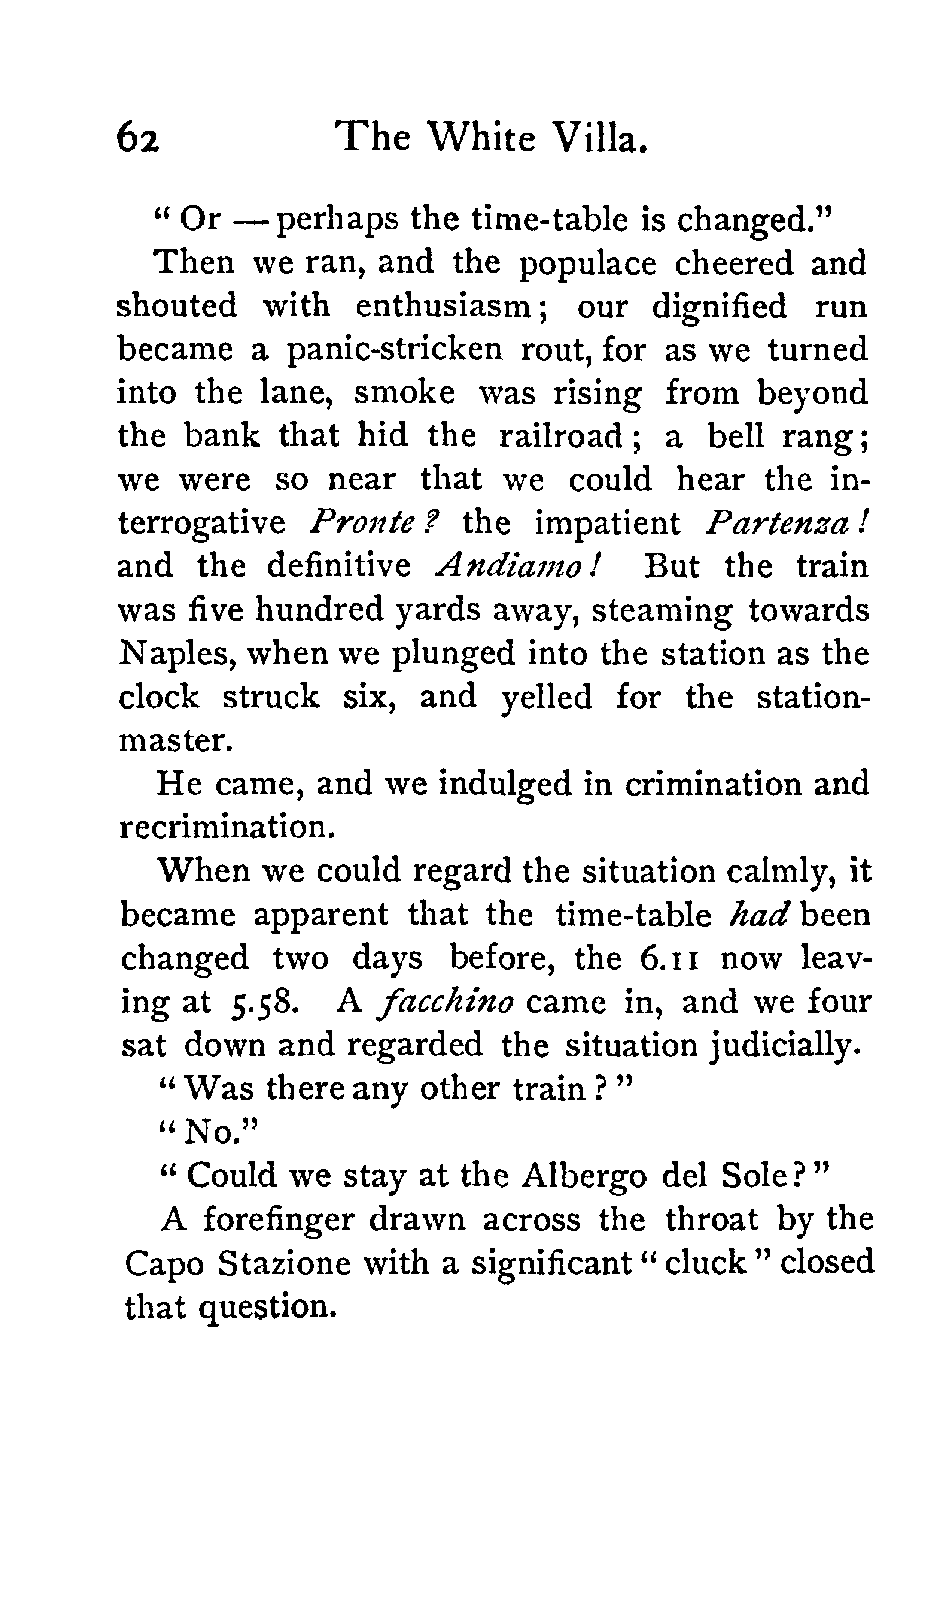 62 The White Villa.
“ Or — perhaps the time-table is changed.”
Then we ran, and the populace cheered and
shouted with enthusiasm ; our dignified run
became a panic-stricken rout, for as we turned
into the lane, smoke was rising from beyond
the bank that hid the railroad ; a bell rang ;
we were so near that we could hear the in-
terrogative Pronte ? the impatient Partenza !
and the definitive Andiamo ! But the train
was five hundred yards away, steaming towards
Naples, when we plunged into the station as the
clock struck six, and yelled for the station-
master.
He came, and we indulged in crimination and
recrimination.
When we could regard the situation calmly, it
became apparent that the time-table had been
changed two days before, the 6.11 now leav-
ing at 5.58. A facchino came in, and we four
sat down and regarded the situation judicially.
“ Was there any other train ? ”
“ No.”
“ Could we stay at the Albergo del Sole ? ”
A forefinger drawn across the throat by the
Capo Stazione with a significant “ cluck ” closed
that question.